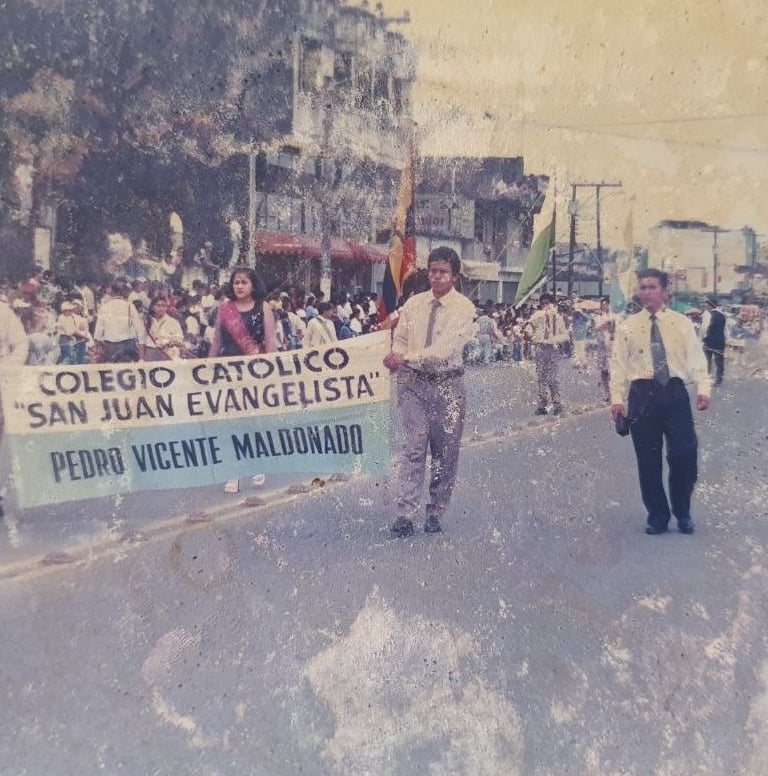 COLEGIO CATOLICO
"SAN JUAN EVANGELISTA"
PEDRO VICENTE MALDONADO